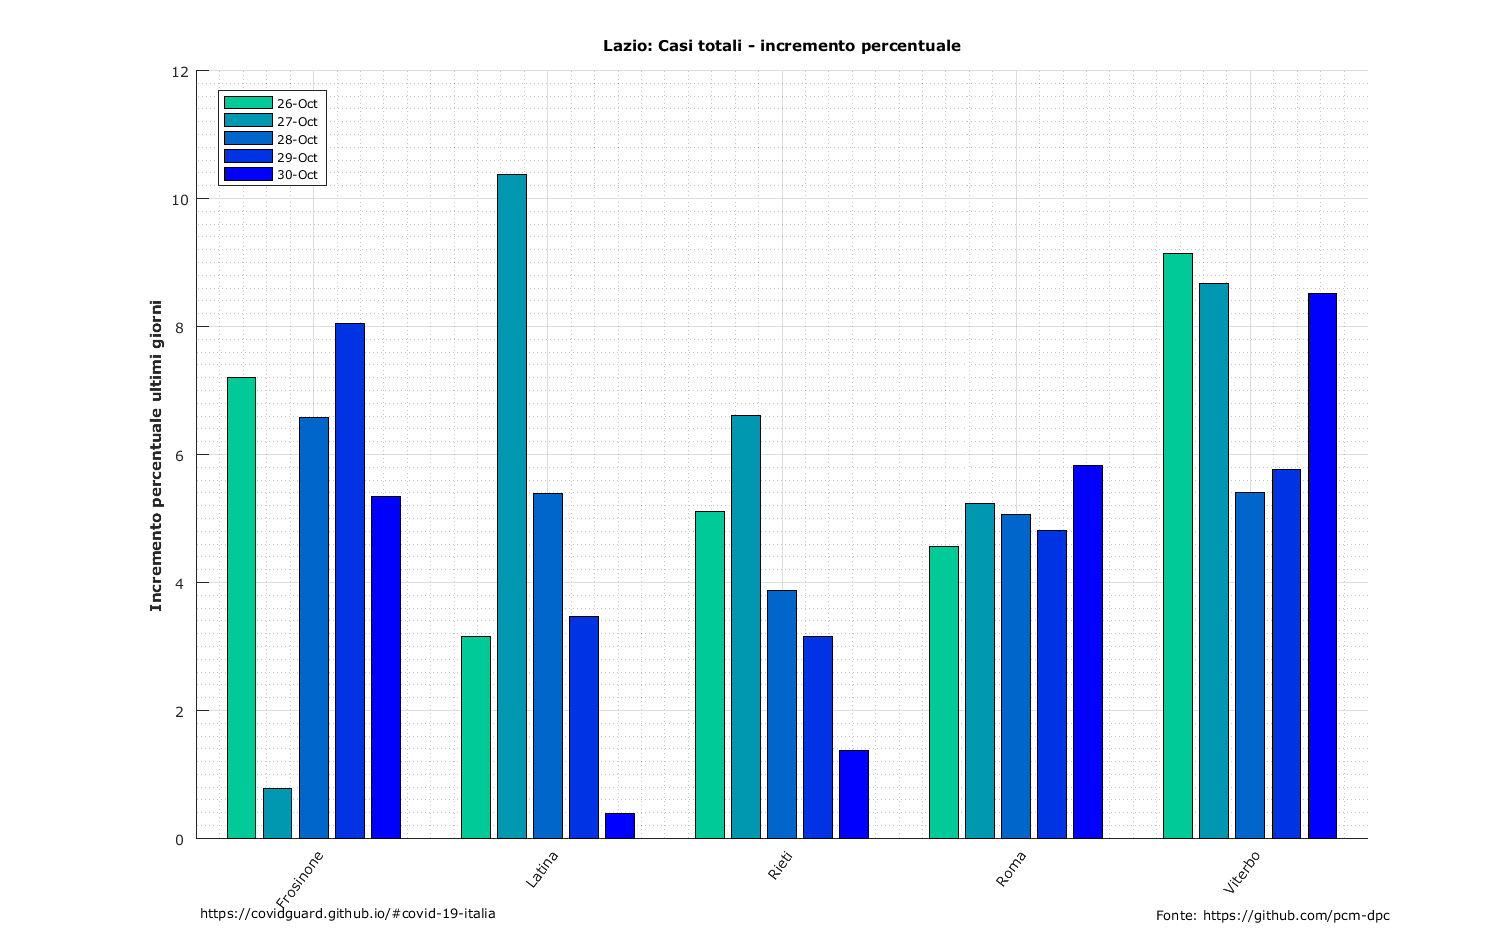 Lazio: Casi totali - incremento percentuale
Incremento percentuale ultimi giorni
12
10
8
6
4
2
0
26-Oct
27-Oct
28-Oct
29-Oct
30-Oct
Frosinone
Latina
Rieti
Roma
Viterbo
https://covidguard.github.io/#covid-19-italia
Fonte: https://github.com/pcm-dpc